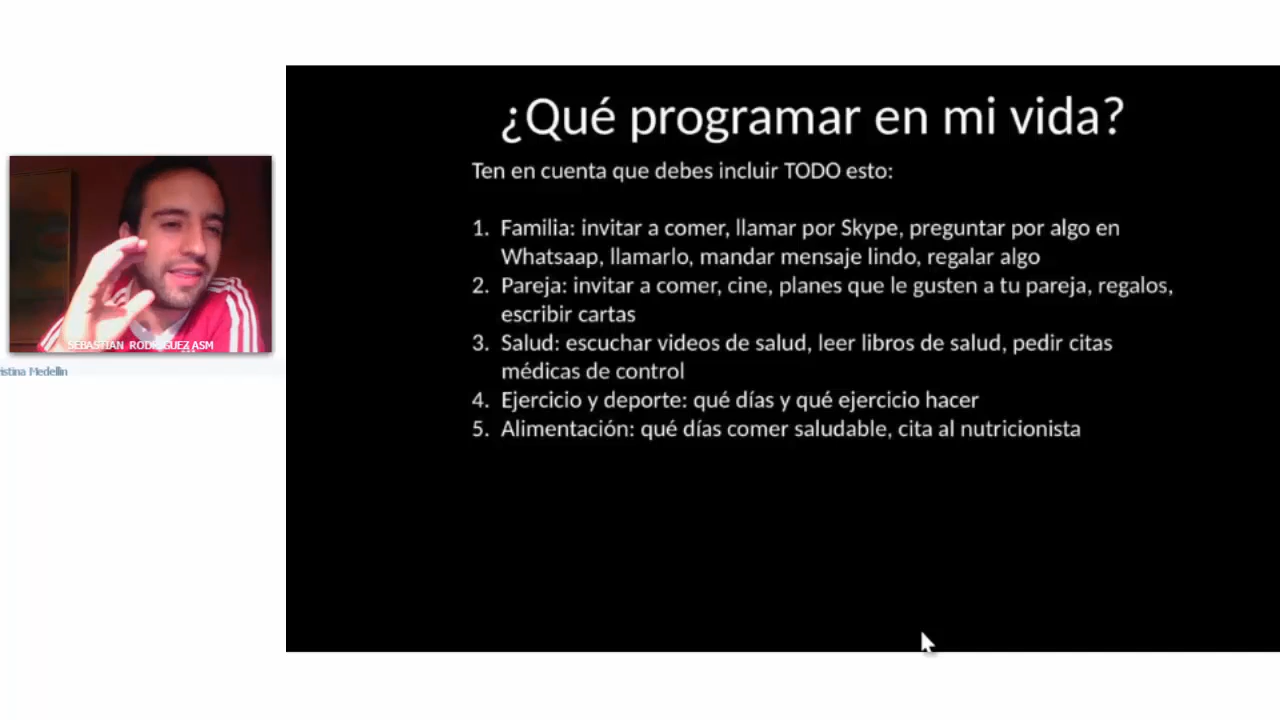 ¿Qué programar en mi vida?
Ten en cuenta que debes incluir TODO esto:
1. Familia: invitar a comer, llamar por Skype, preguntar por algo en
Whatsaap, llamarlo, mandar mensaje lindo, regalar algo
2. Pareja: invitar a comer, cine, planes que le gusten a tu pareja, regalos,
escribir cartas
3. Salud: escuchar videos de salud, leer libros de salud, pedir citas
médicas de control
4. Ejercicio y deporte: qué días y qué ejercicio hacer
5. Alimentación: qué días comer saludable, cita al nutricionista
SEBASTIAN RODRIGUEZ ASM
istina Medellin